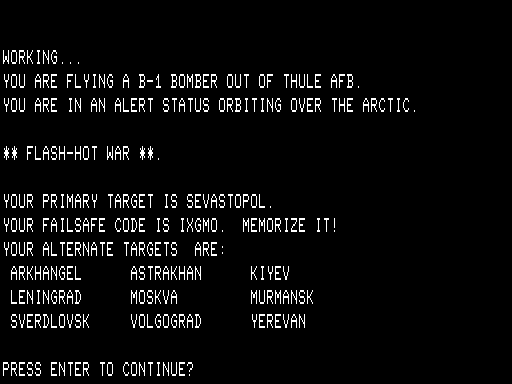 WORKING...
YOU ARE FLYING A B-1 BOMBER OUT OF THULE AFB.
YOU ARE IN AN ALERT STATUS ORBITING OVER THE ARCTIC.
** FLASH-HOT WAR **.
YOUR PRIMARY TARGET IS SEVASTOPOL.
YOUR FAILSAFE CODE IS IXGMO.  MEMORIZE IT!
YOUR ALTERNATE TARGETS  ARE:
ARKHANGEL      ASTRAKHAN      KIYEV
LENINGRAD      MOSKVA         MURMANSK
SVERDLOVSK     VOLGOGRAD      YEREVAN
PRESS ENTER TO CONTINUE?